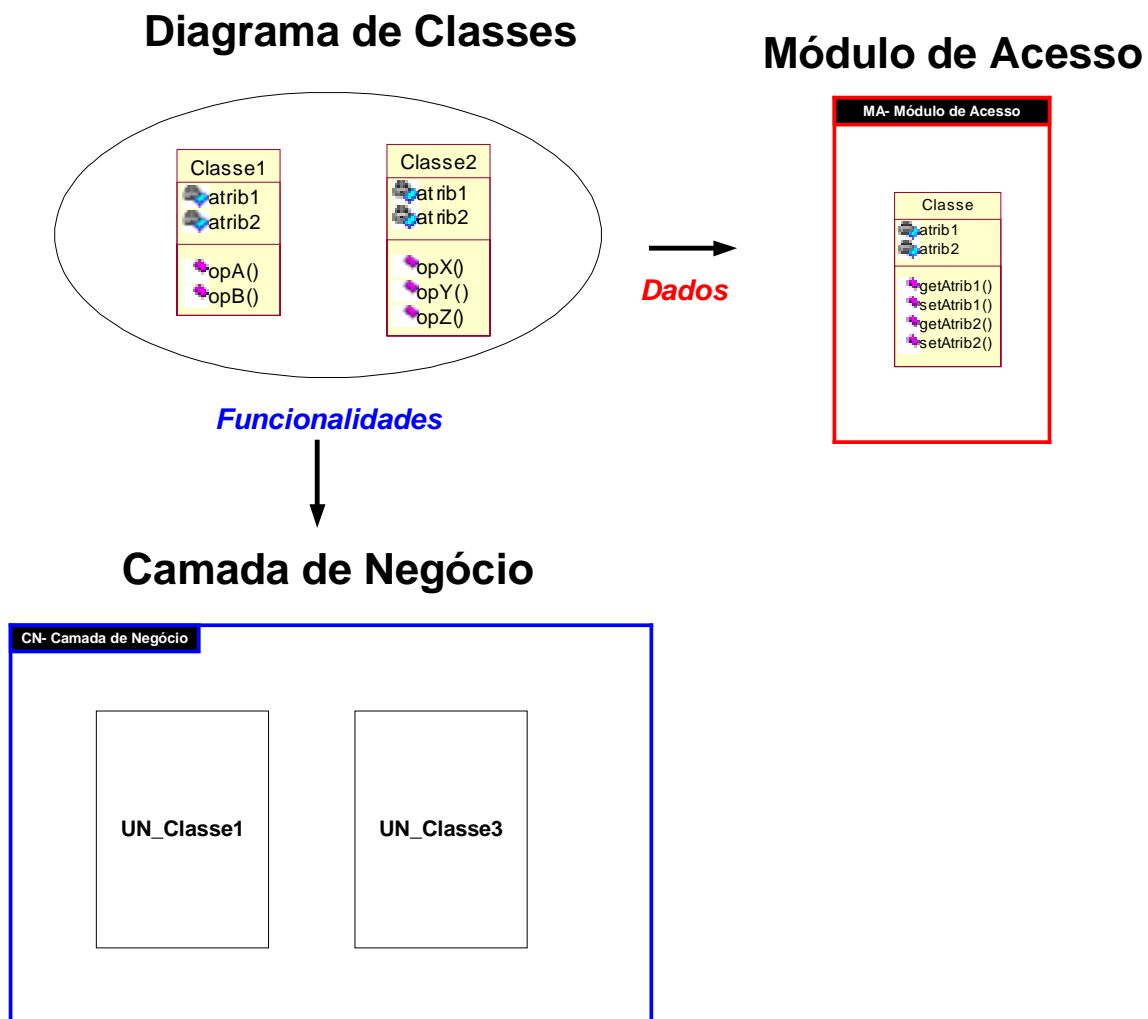 Diagrama de Classes
Módulo de Acesso
MA- Módulo de Acesso
Classe1
atrib1
atrib2
opA()
opB()
Classe2
atrib1
atrib2
opX()
opY()
opZ()
Dados
Classe
atrib1
atrib2
getAtrib1()
setAtrib1()
getAtrib2()
setAtrib2()
Funcionalidades
Camada de Negócio
CN- Camada de Negócio
UN_Classe1
UN_Classe3